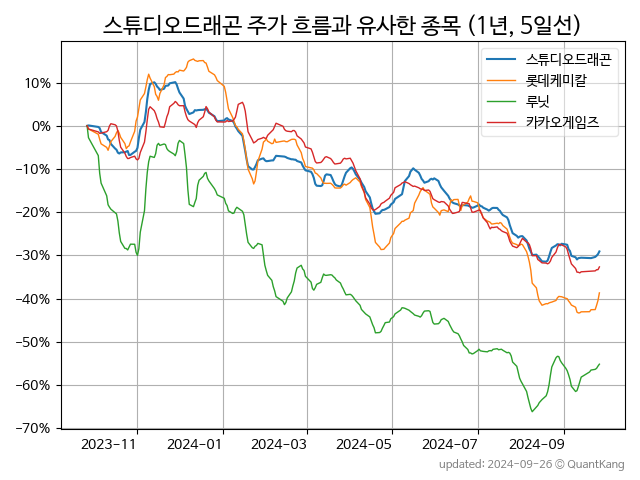 스튜디오드래곤 주가 흐름과 유사한 종목 (1년, 5일선)
스튜디오드래곤
롯데케미칼
루닛
카카오게임즈
10%
0%
−10%
−20%
−30%
−40%
−50%
−60%
−70%
2023-11
2024-01
2024-03
2024-05
2024-07
2024-09
updated: 2024-09-26 © QuantKang